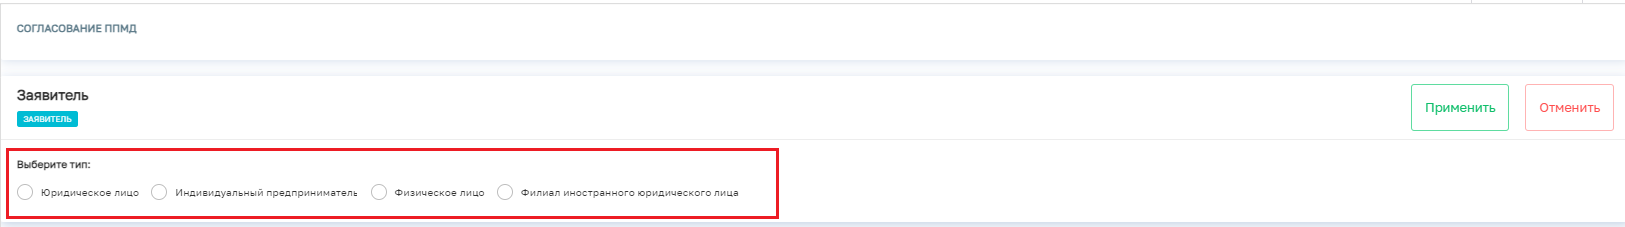 СОГЛАСОВАНИЕ ППМД
Заявитель
ЗАЯВИТЕЛЬ
Применить
Отменить
Выберите тип:
Юридическое лицо Индивидуальный предприниматель Физическое лицо Филиал иностранного юридического лица